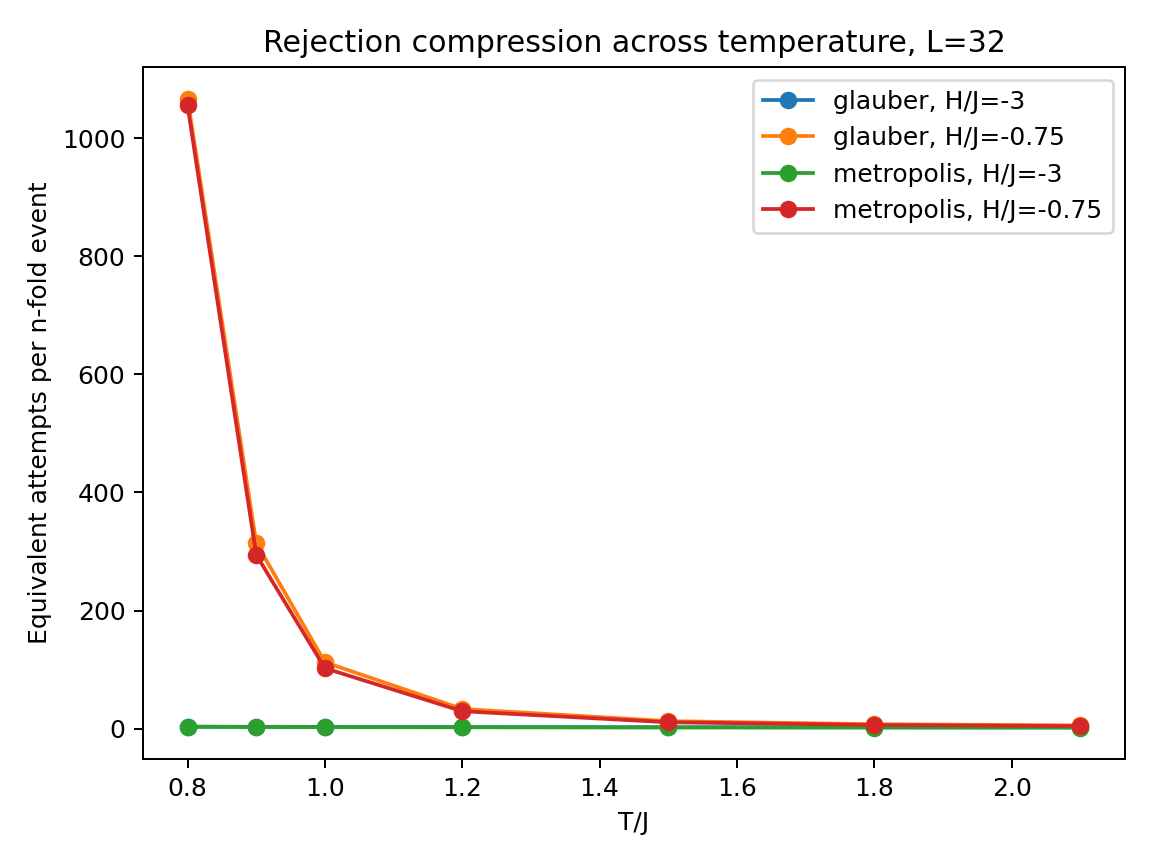 Rejection compression across temperature, L=32
glauber, H/J=-3
glauber, H/J=-0.75
metropolis, H/J=-3
metropolis, H/J=-0.75
Equivalent attempts per n-fold event
1000
800
600
400
200
0
0.8
1.0
1.2
1.4
1.6
1.8
2.0
T/J